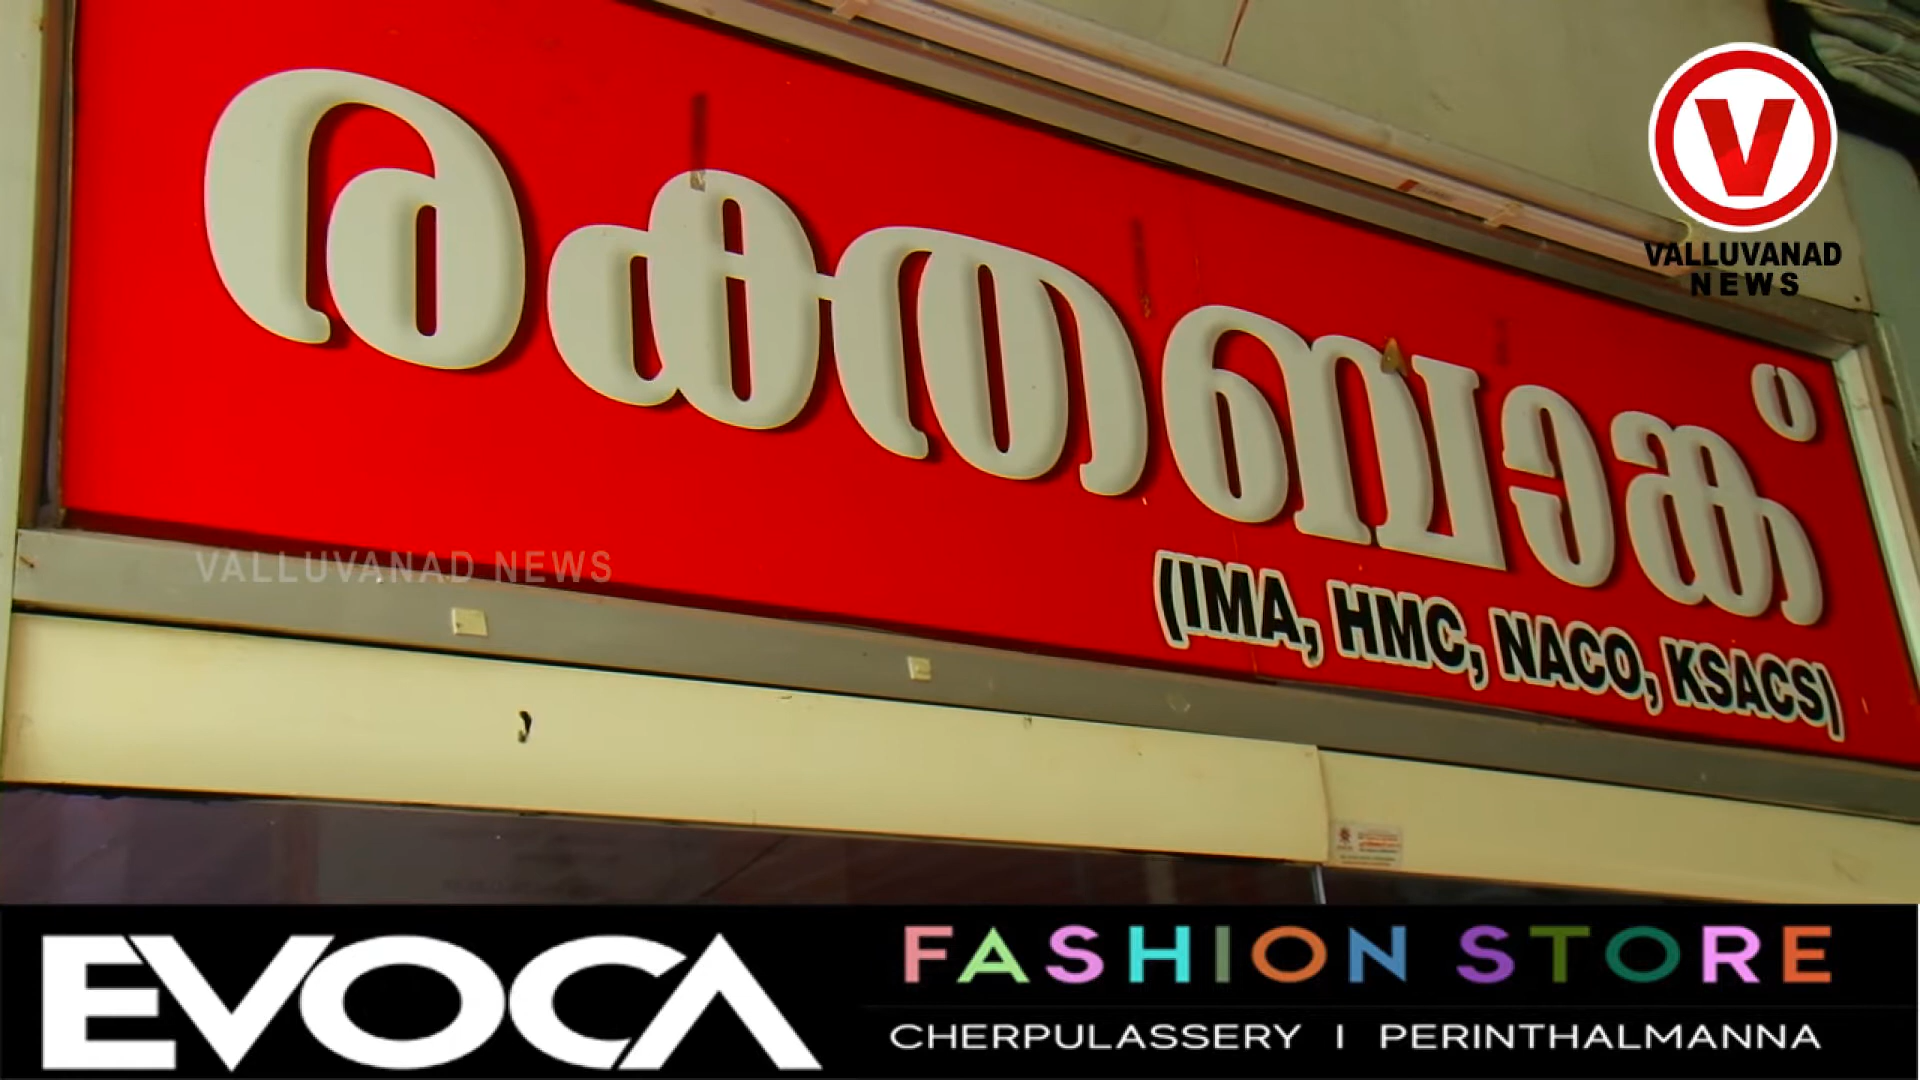 രക്തബാങ്ക്
(IMA, HMC, NACO, KSACS)
V
VALLUVANAD
NEWS
VALLUVANAD NEWS
EVOCA
FASHION STORE
CHERPULASSERY | PERINTHALMANNA